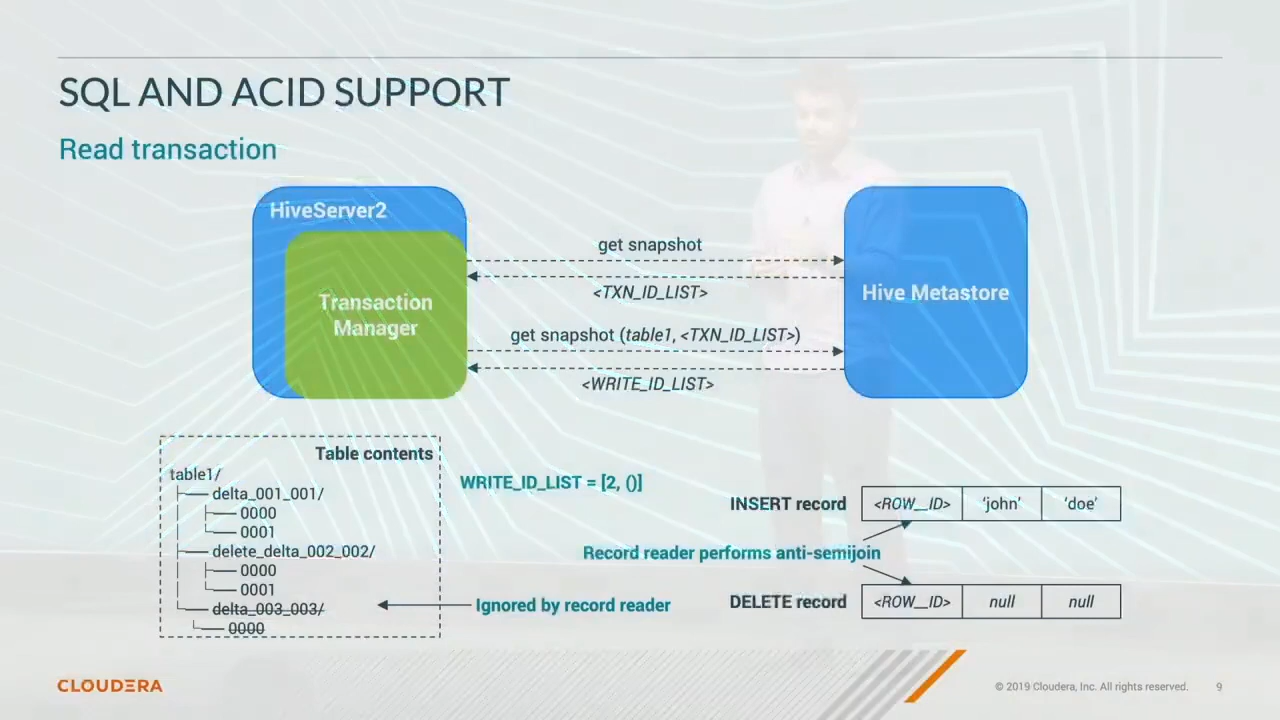 SQL AND ACID SUPPORT
Read transaction
HiveServer2
Transaction
Manager
get snapshot
<TXN_ID_LIST>
get snapshot (table1, <TXN_ID_LIST>)
<WRITE_ID_LIST>
Hive Metastore
Table contents
table1/
delta_001_001/
0000
0001
delete_delta_002_002/
0000
0001
delta_003_003/
0000
WRITE_ID_LIST = [2, ()]
Ignored by record reader
INSERT record
<ROW__ID>
'john'
'doe'
Record reader performs anti-semijoin
DELETE record
<ROW__ID>
null
null
CLOUDERA
© 2019 Cloudera, Inc. All rights reserved.
9